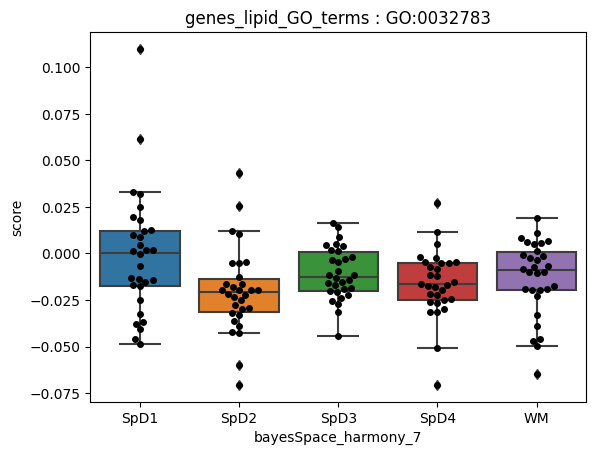 genes_lipid_GO_terms : GO:0032783
0.100
0.075
0.050
0.025
0.000
−0.025
−0.050
−0.075
score
SpD1 SpD2 SpD3 SpD4 WM
bayesSpace_harmony_7